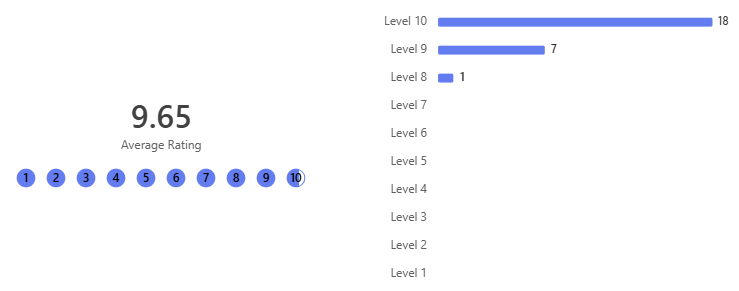 9.65
Average Rating
1 2 3 4 5 6 7 8 9 10
Level 10 18
Level 9 7
Level 8 1
Level 7
Level 6
Level 5
Level 4
Level 3
Level 2
Level 1